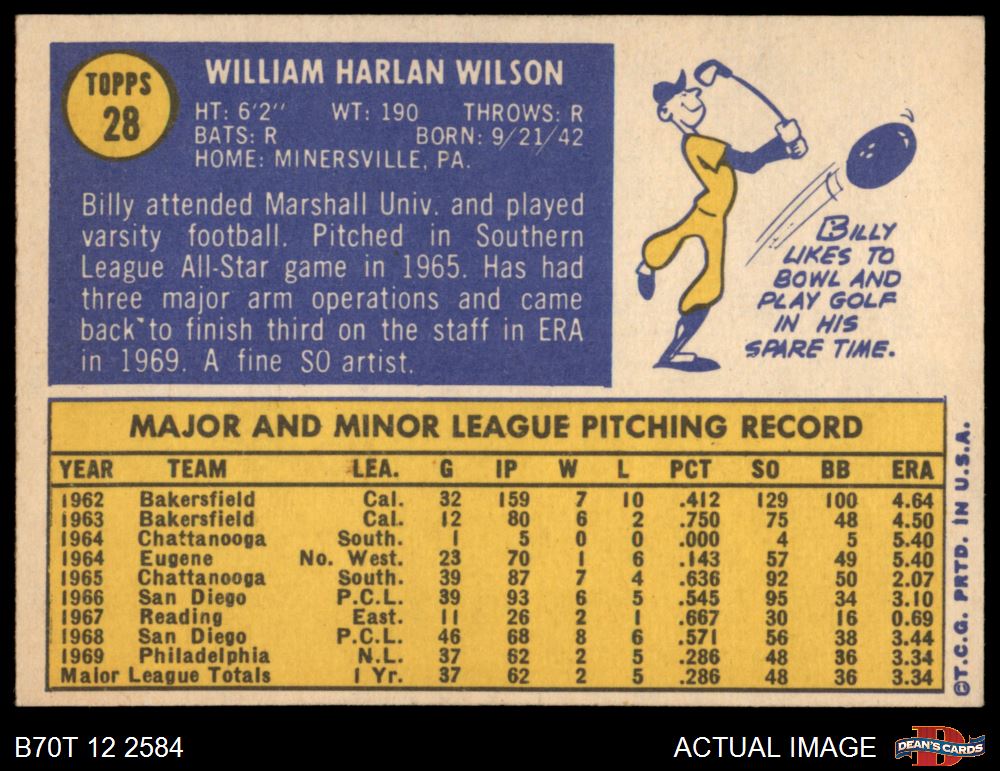 TOPPS
28
WILLIAM HARLAN WILSON
HT: 6'2" WT: 190 THROWS: R
BATS: R BORN: 9/21/42
HOME: MINERSVILLE, PA.
Billy attended Marshall Univ. and played
varsity football. Pitched in Southern
League All-Star game in 1965. Has had
three major arm operations and came
back to finish third on the staff in ERA
in 1969. A fine SO artist.
BILLY
LIKES TO
BOWL AND
PLAY GOLF
IN HIS
SPARE TIME.
MAJOR AND MINOR LEAGUE PITCHING RECORD
YEAR TEAM LEA. G IP W L PCT SO BB ERA
1962 Bakersfield Cal. 32 159 7 10 .412 129 100 4.64
1963 Bakersfield Cal. 12 80 6 2 .750 75 48 4.50
1964 Chattanooga South. 1 5 0 0 .000 4 5 5.40
1964 Eugene No. West. 23 70 1 6 .143 57 49 5.40
1965 Chattanooga South. 39 87 7 4 .636 92 50 2.07
1966 San Diego P.C.L. 39 93 6 5 .545 95 34 3.10
1967 Reading East. 11 26 2 1 .667 30 16 0.69
1968 San Diego P.C.L. 46 68 8 6 .571 56 38 3.44
1969 Philadelphia N.L. 37 62 2 5 .286 48 36 3.34
Major League Totals 1 Yr. 37 62 2 5 .286 48 36 3.34
©T.C.G. PRTD. IN U.S.A.
B70T 12 2584
ACTUAL IMAGE
D
DEAN'S CARDS